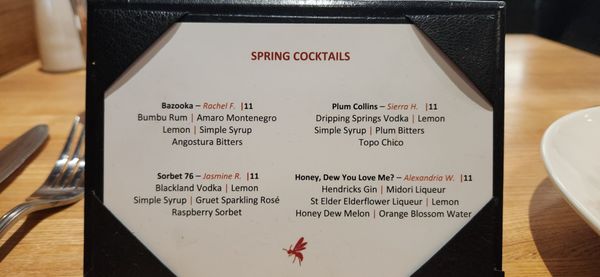 SPRING COCKTAILS
Bazooka – Rachel F. |11
Bumbu Rum | Amaro Montenegro
Lemon | Simple Syrup
Angostura Bitters
Plum Collins – Sierra H. |11
Dripping Springs Vodka | Lemon
Simple Syrup | Plum Bitters
Topo Chico
Sorbet 76 – Jasmine R. |11
Blackland Vodka | Lemon
Simple Syrup | Gruet Sparkling Rosé
Raspberry Sorbet
Honey, Dew You Love Me? – Alexandria W. |11
Hendricks Gin | Midori Liqueur
St Elder Elderflower Liqueur | Lemon
Honey Dew Melon | Orange Blossom Water